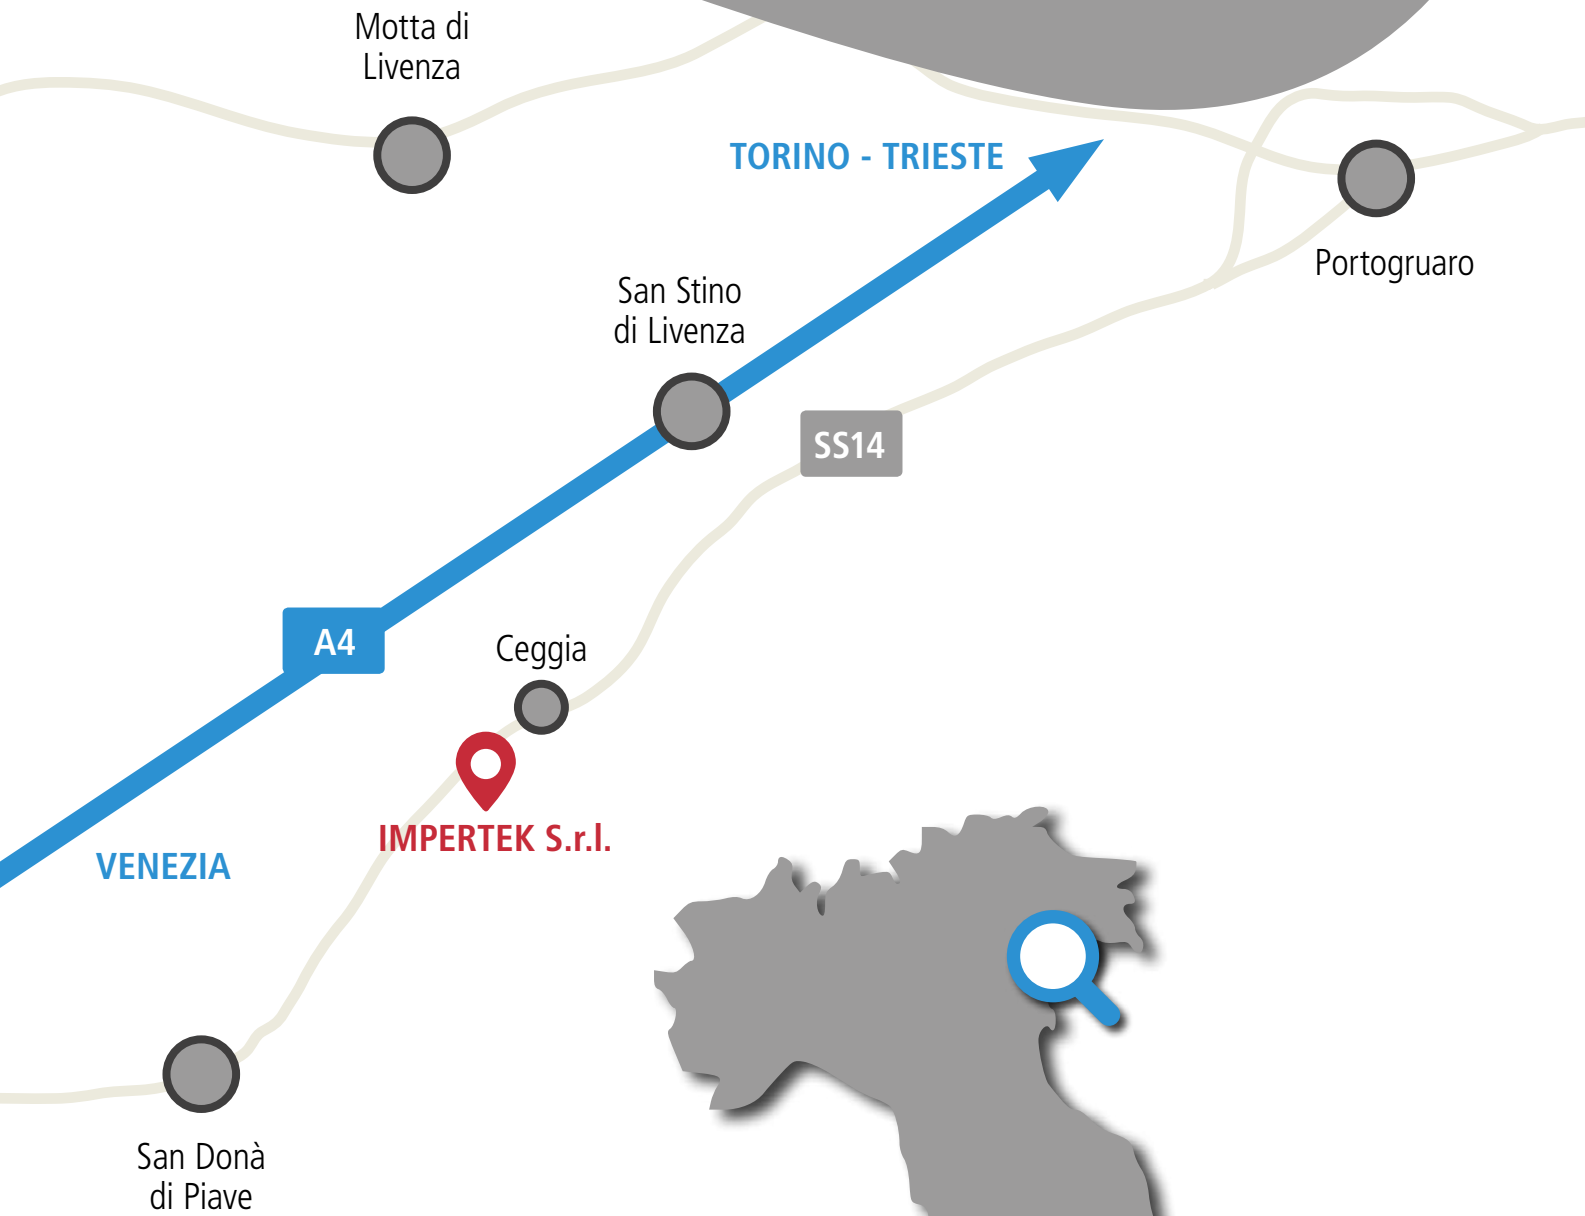 Motta di
Livenza
TORINO - TRIESTE
Portogruaro
San Stino
di Livenza
SS14
A4
Ceggia
IMPERTEK S.r.l.
VENEZIA
San Donà
di Piave